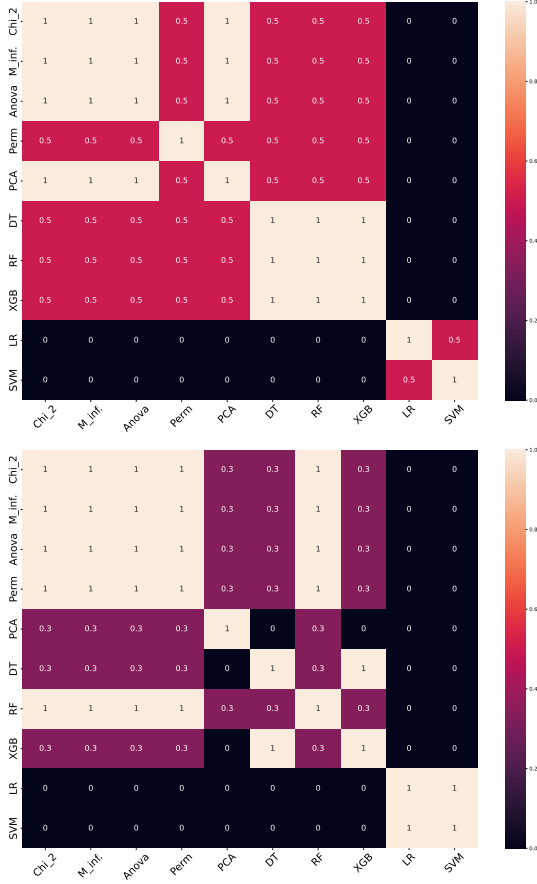 Chi_2 1 1 1 0.5 1 0.5 0.5 0.5 0 0
M_inf. 1 1 1 0.5 1 0.5 0.5 0.5 0 0
Anova 1 1 1 0.5 1 0.5 0.5 0.5 0 0
Perm 0.5 0.5 0.5 1 0.5 0.5 0.5 0.5 0 0
PCA 1 1 1 0.5 1 0.5 0.5 0.5 0 0
DT 0.5 0.5 0.5 0.5 0.5 1 1 1 0 0
RF 0.5 0.5 0.5 0.5 0.5 1 1 1 0 0
XGB 0.5 0.5 0.5 0.5 0.5 1 1 1 0 0
LR 0 0 0 0 0 0 0 0 1 0.5
SVM 0 0 0 0 0 0 0 0 0.5 1
Chi_2 M_inf. Anova Perm PCA DT RF XGB LR SVM
1.0
0.8
0.6
0.4
0.2
0.0
Chi_2 1 1 1 1 0.3 0.3 1 0.3 0 0
M_inf. 1 1 1 1 0.3 0.3 1 0.3 0 0
Anova 1 1 1 1 0.3 0.3 1 0.3 0 0
Perm 1 1 1 1 0.3 0.3 1 0.3 0 0
PCA 0.3 0.3 0.3 0.3 1 0 0.3 0 0 0
DT 0.3 0.3 0.3 0.3 0 1 0.3 1 0 0
RF 1 1 1 1 0.3 0.3 1 0.3 0 0
XGB 0.3 0.3 0.3 0.3 0 1 0.3 1 0 0
LR 0 0 0 0 0 0 0 0 1 1
SVM 0 0 0 0 0 0 0 0 1 1
Chi_2 M_inf. Anova Perm PCA DT RF XGB LR SVM
1.0
0.8
0.6
0.4
0.2
0.0